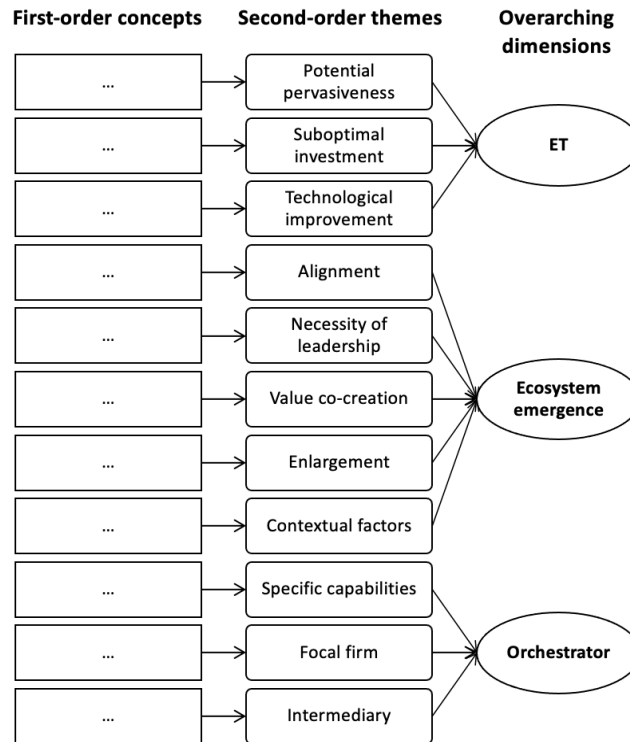 First-order concepts
Second-order themes
Overarching
dimensions
...
Potential
pervasiveness
...
Suboptimal
investment
ET
...
Technological
improvement
...
Alignment
...
Necessity of
leadership
...
Value co-creation
Ecosystem
emergence
...
Enlargement
...
Contextual factors
...
Specific capabilities
...
Focal firm
Orchestrator
...
Intermediary